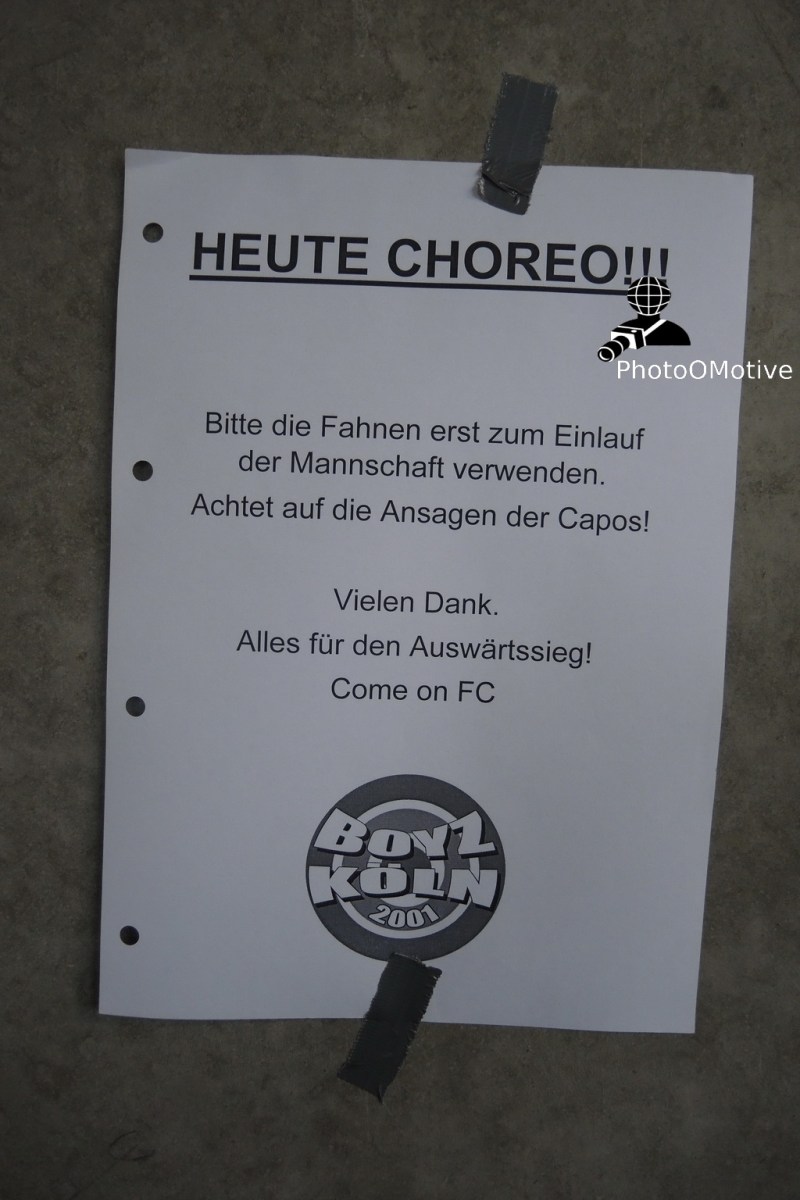 HEUTE CHOREO!!!
PhotoOMotive
Bitte die Fahnen erst zum Einlauf
der Mannschaft verwenden.
Achtet auf die Ansagen der Capos!
Vielen Dank.
Alles für den Auswärtssieg!
Come on FC
BOYZ
KÖLN
2001